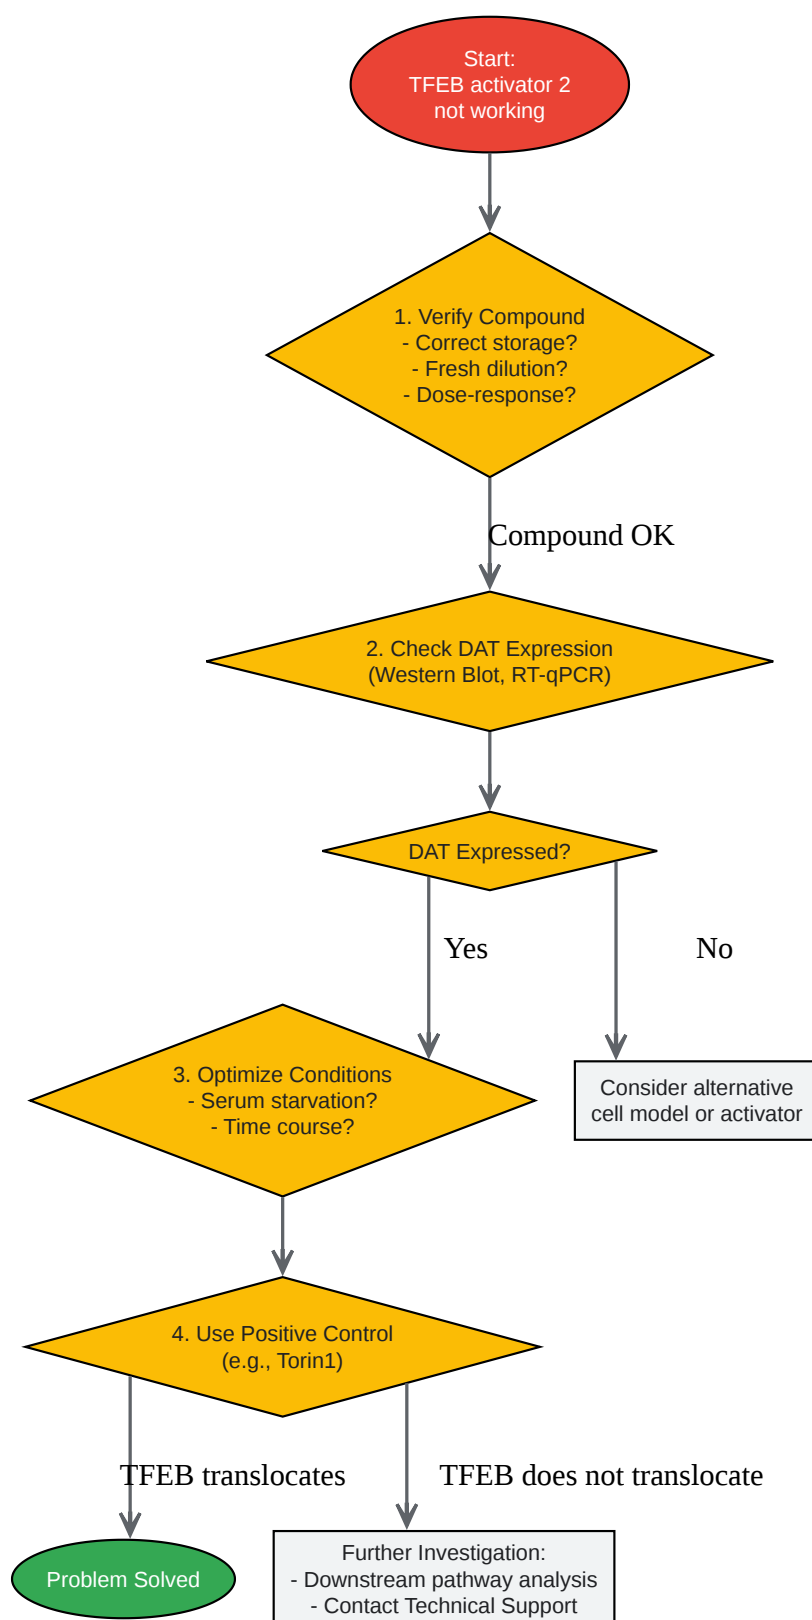 Start:
TFEB activator 2
not working
1. Verify Compound
- Correct storage?
- Fresh dilution?
- Dose-response?
Compound OK
2. Check DAT Expression
(Western Blot, RT-qPCR)
DAT Expressed?
Yes
No
3. Optimize Conditions
- Serum starvation?
- Time course?
Consider alternative
cell model or activator
4. Use Positive Control
(e.g., Torin1)
TFEB translocates
TFEB does not translocate
Problem Solved
Further Investigation:
- Downstream pathway analysis
- Contact Technical Support